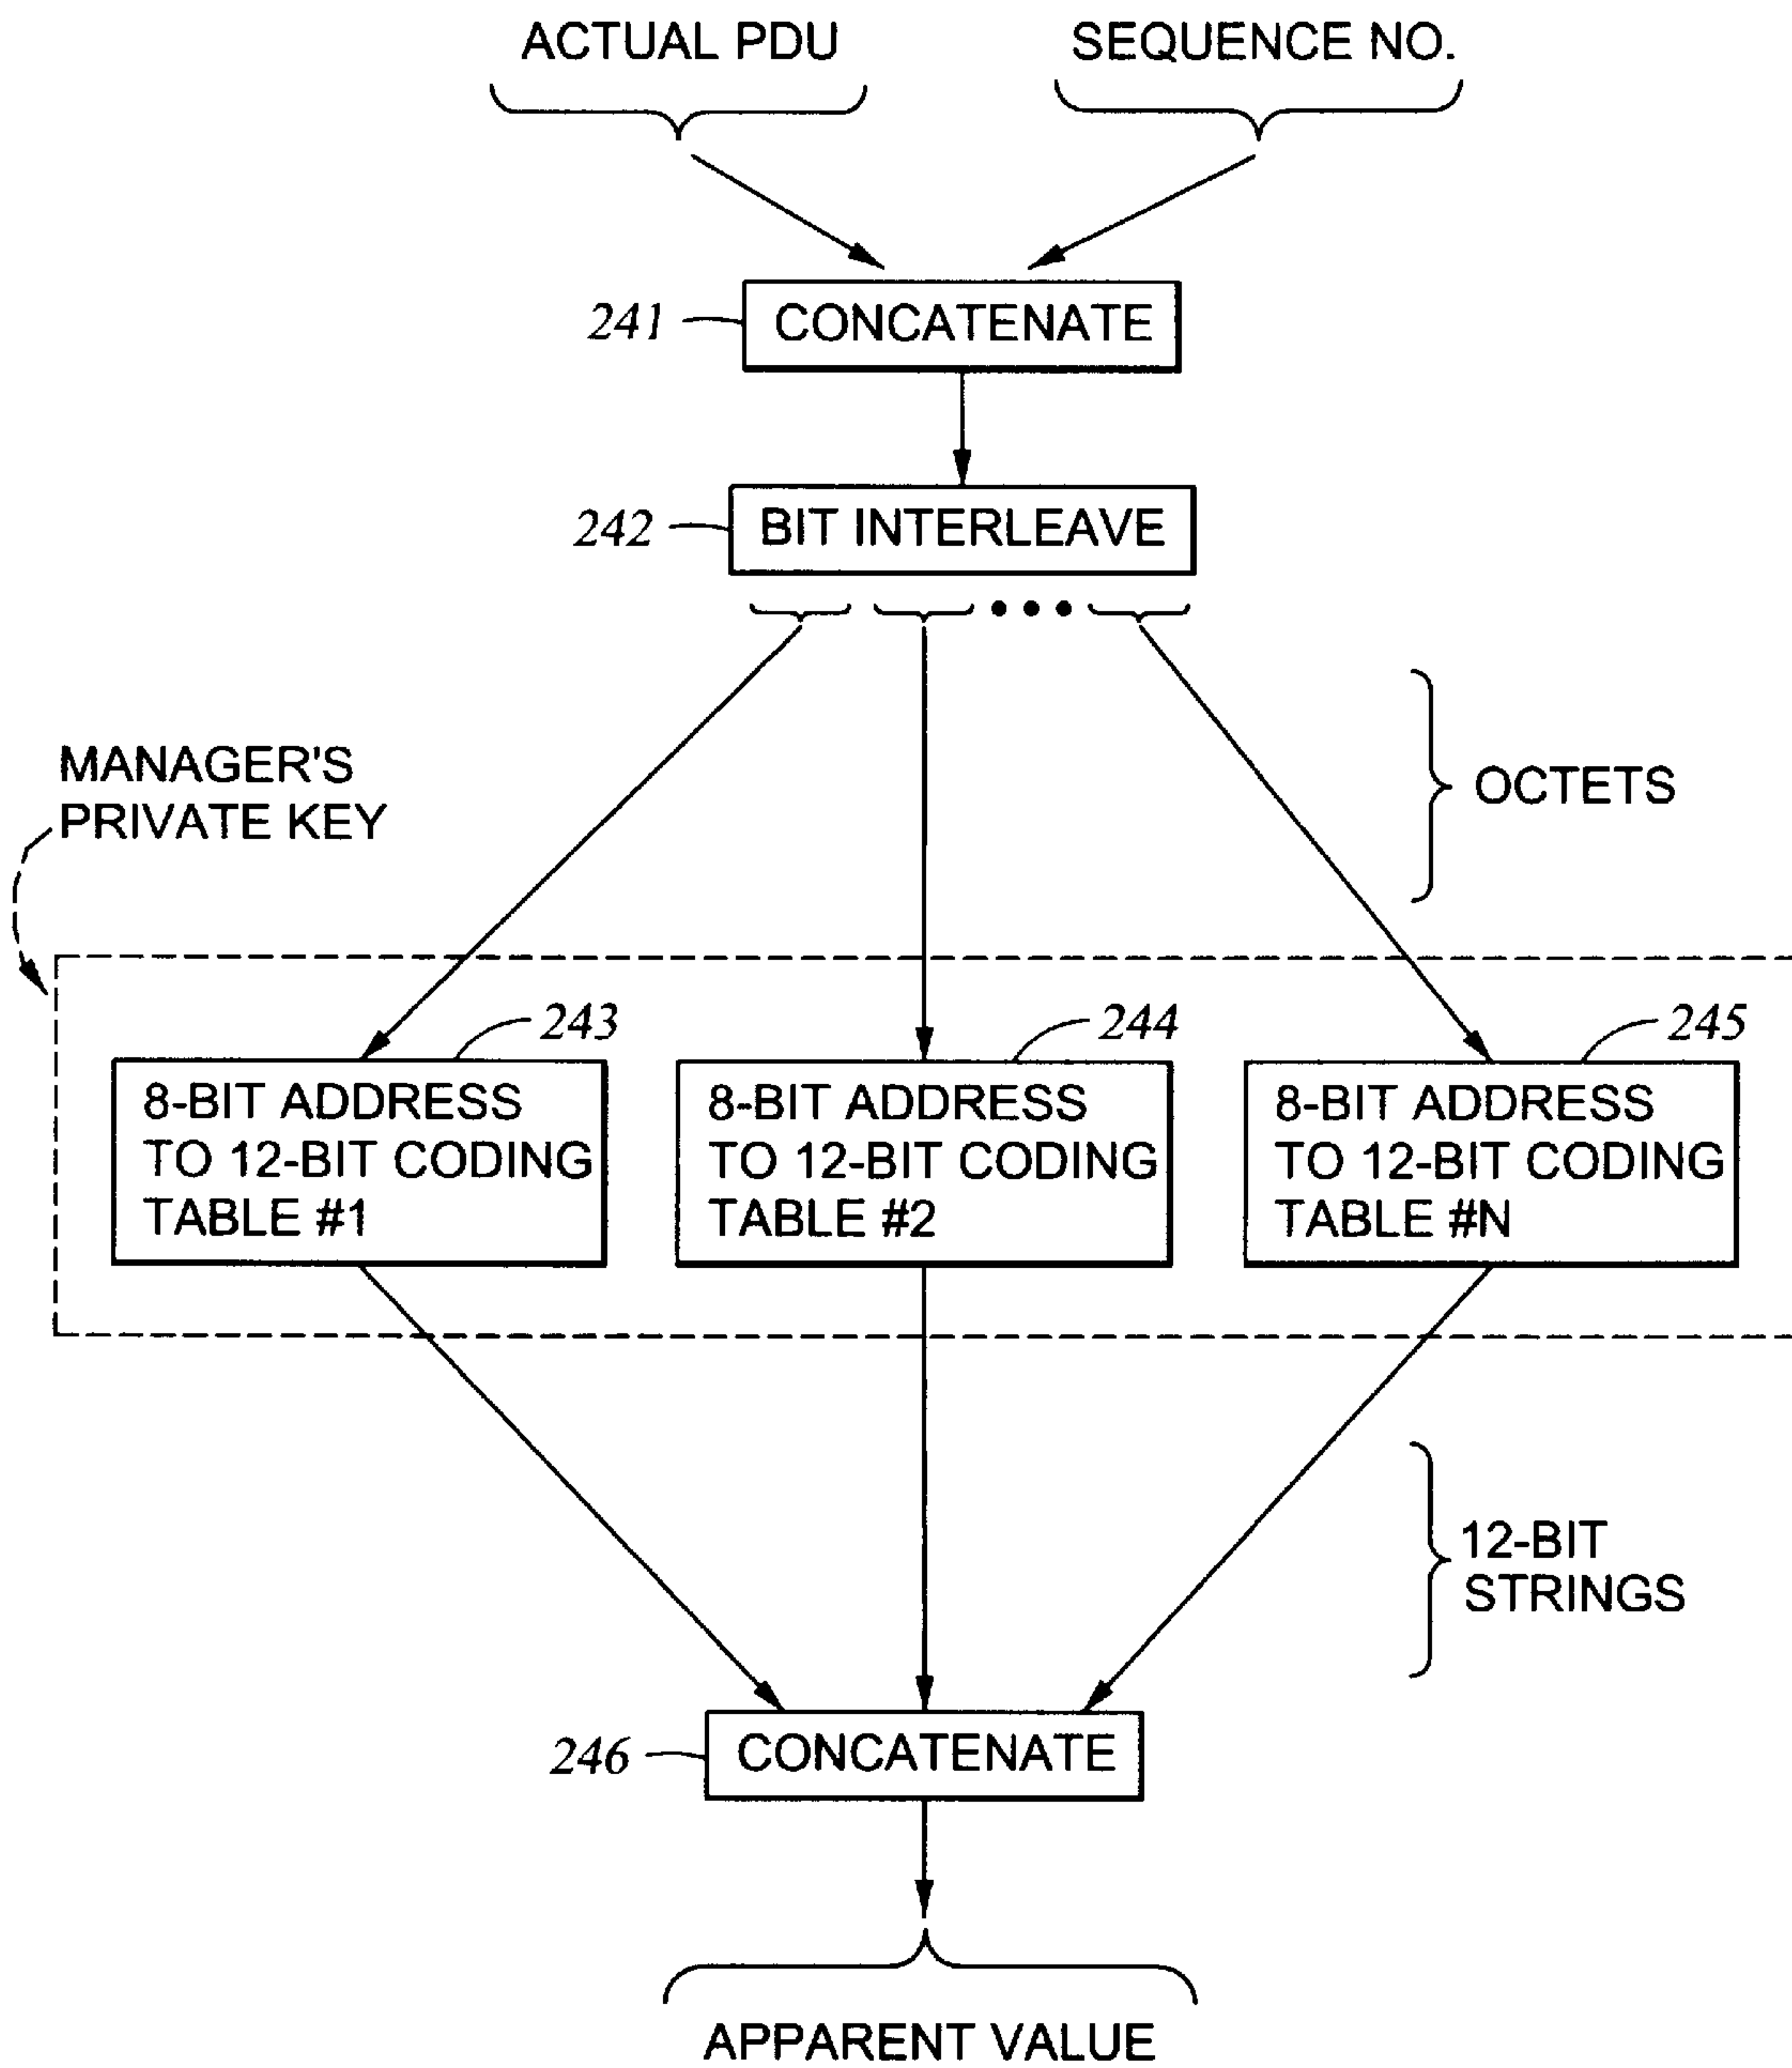 ACTUAL PDU
SEQUENCE NO.
241
CONCATENATE
242
BIT INTERLEAVE
MANAGER'S
PRIVATE KEY
OCTETS
243
244
245
8-BIT ADDRESS
TO 12-BIT CODING
TABLE #1
8-BIT ADDRESS
TO 12-BIT CODING
TABLE #2
8-BIT ADDRESS
TO 12-BIT CODING
TABLE #N
12-BIT
STRINGS
246
CONCATENATE
APPARENT VALUE